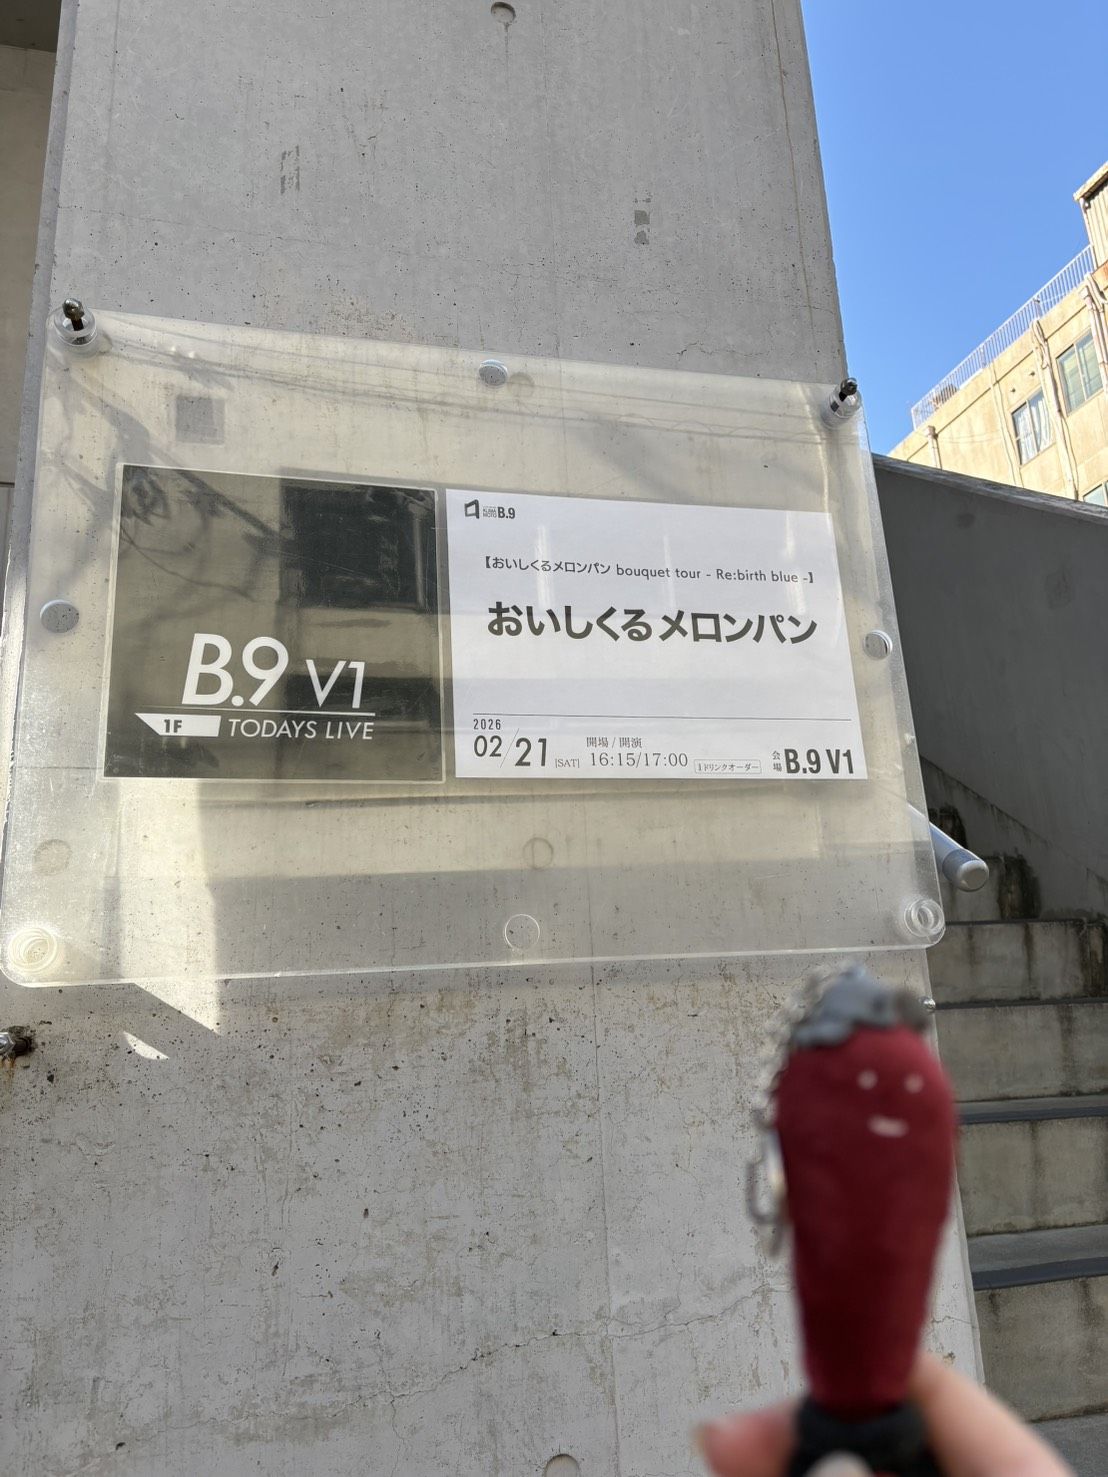 B.9 V1
1F TODAYS LIVE
KUMAMOTO B.9
【おいしくるメロンパン bouquet tour - Re:birth blue -】
おいしくるメロンパン
2026
02/21 [SAT]
開場/開演
16:15/17:00
1ドリンクオーダー
会場 B.9 V1